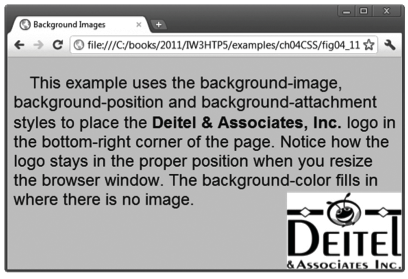 Background Images
file:///C:/books/2011/IW3HTP5/examples/ch04CSS/fig04_11
This example uses the background-image,
background-position and background-attachment
styles to place the Deitel & Associates, Inc. logo in
the bottom-right corner of the page. Notice how the
logo stays in the proper position when you resize
the browser window. The background-color fills in
where there is no image.
DEITEL
& ASSOCIATES INC.